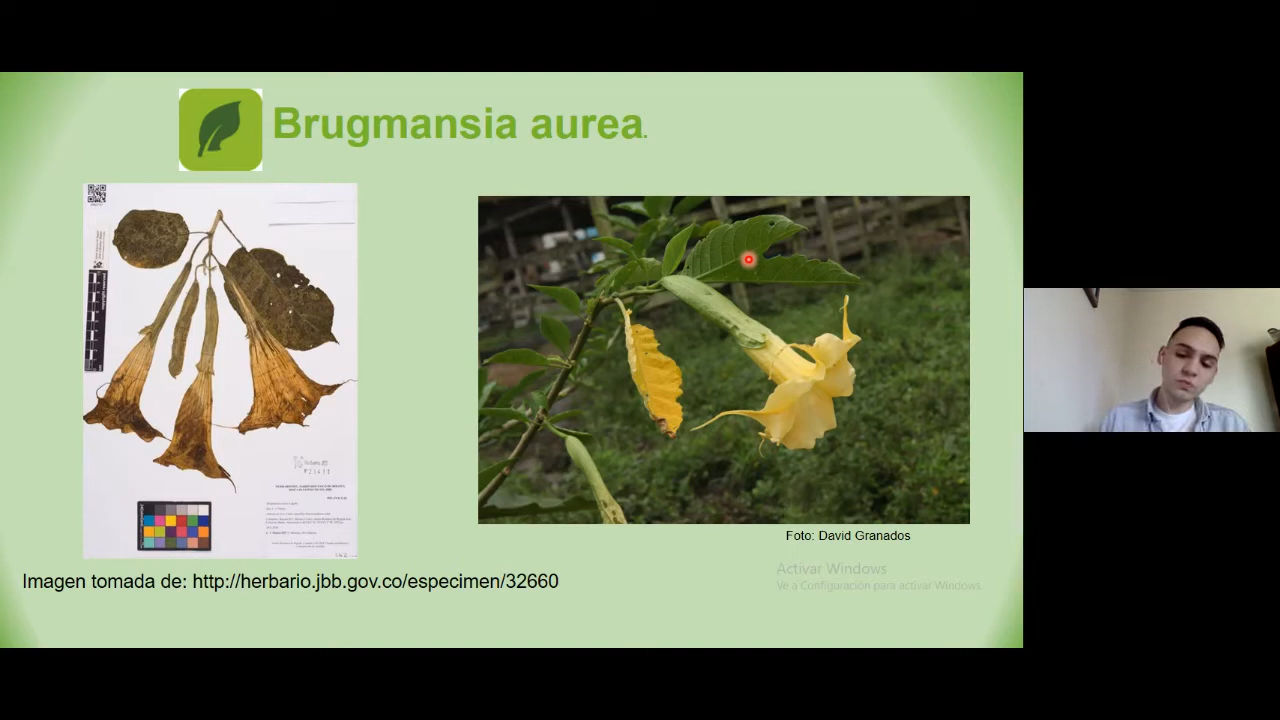 Brugmansia aurea.
Foto: David Granados
Activar Windows
Ve a Configuración para activar Windows.
Imagen tomada de: http://herbario.jbb.gov.co/especimen/32660